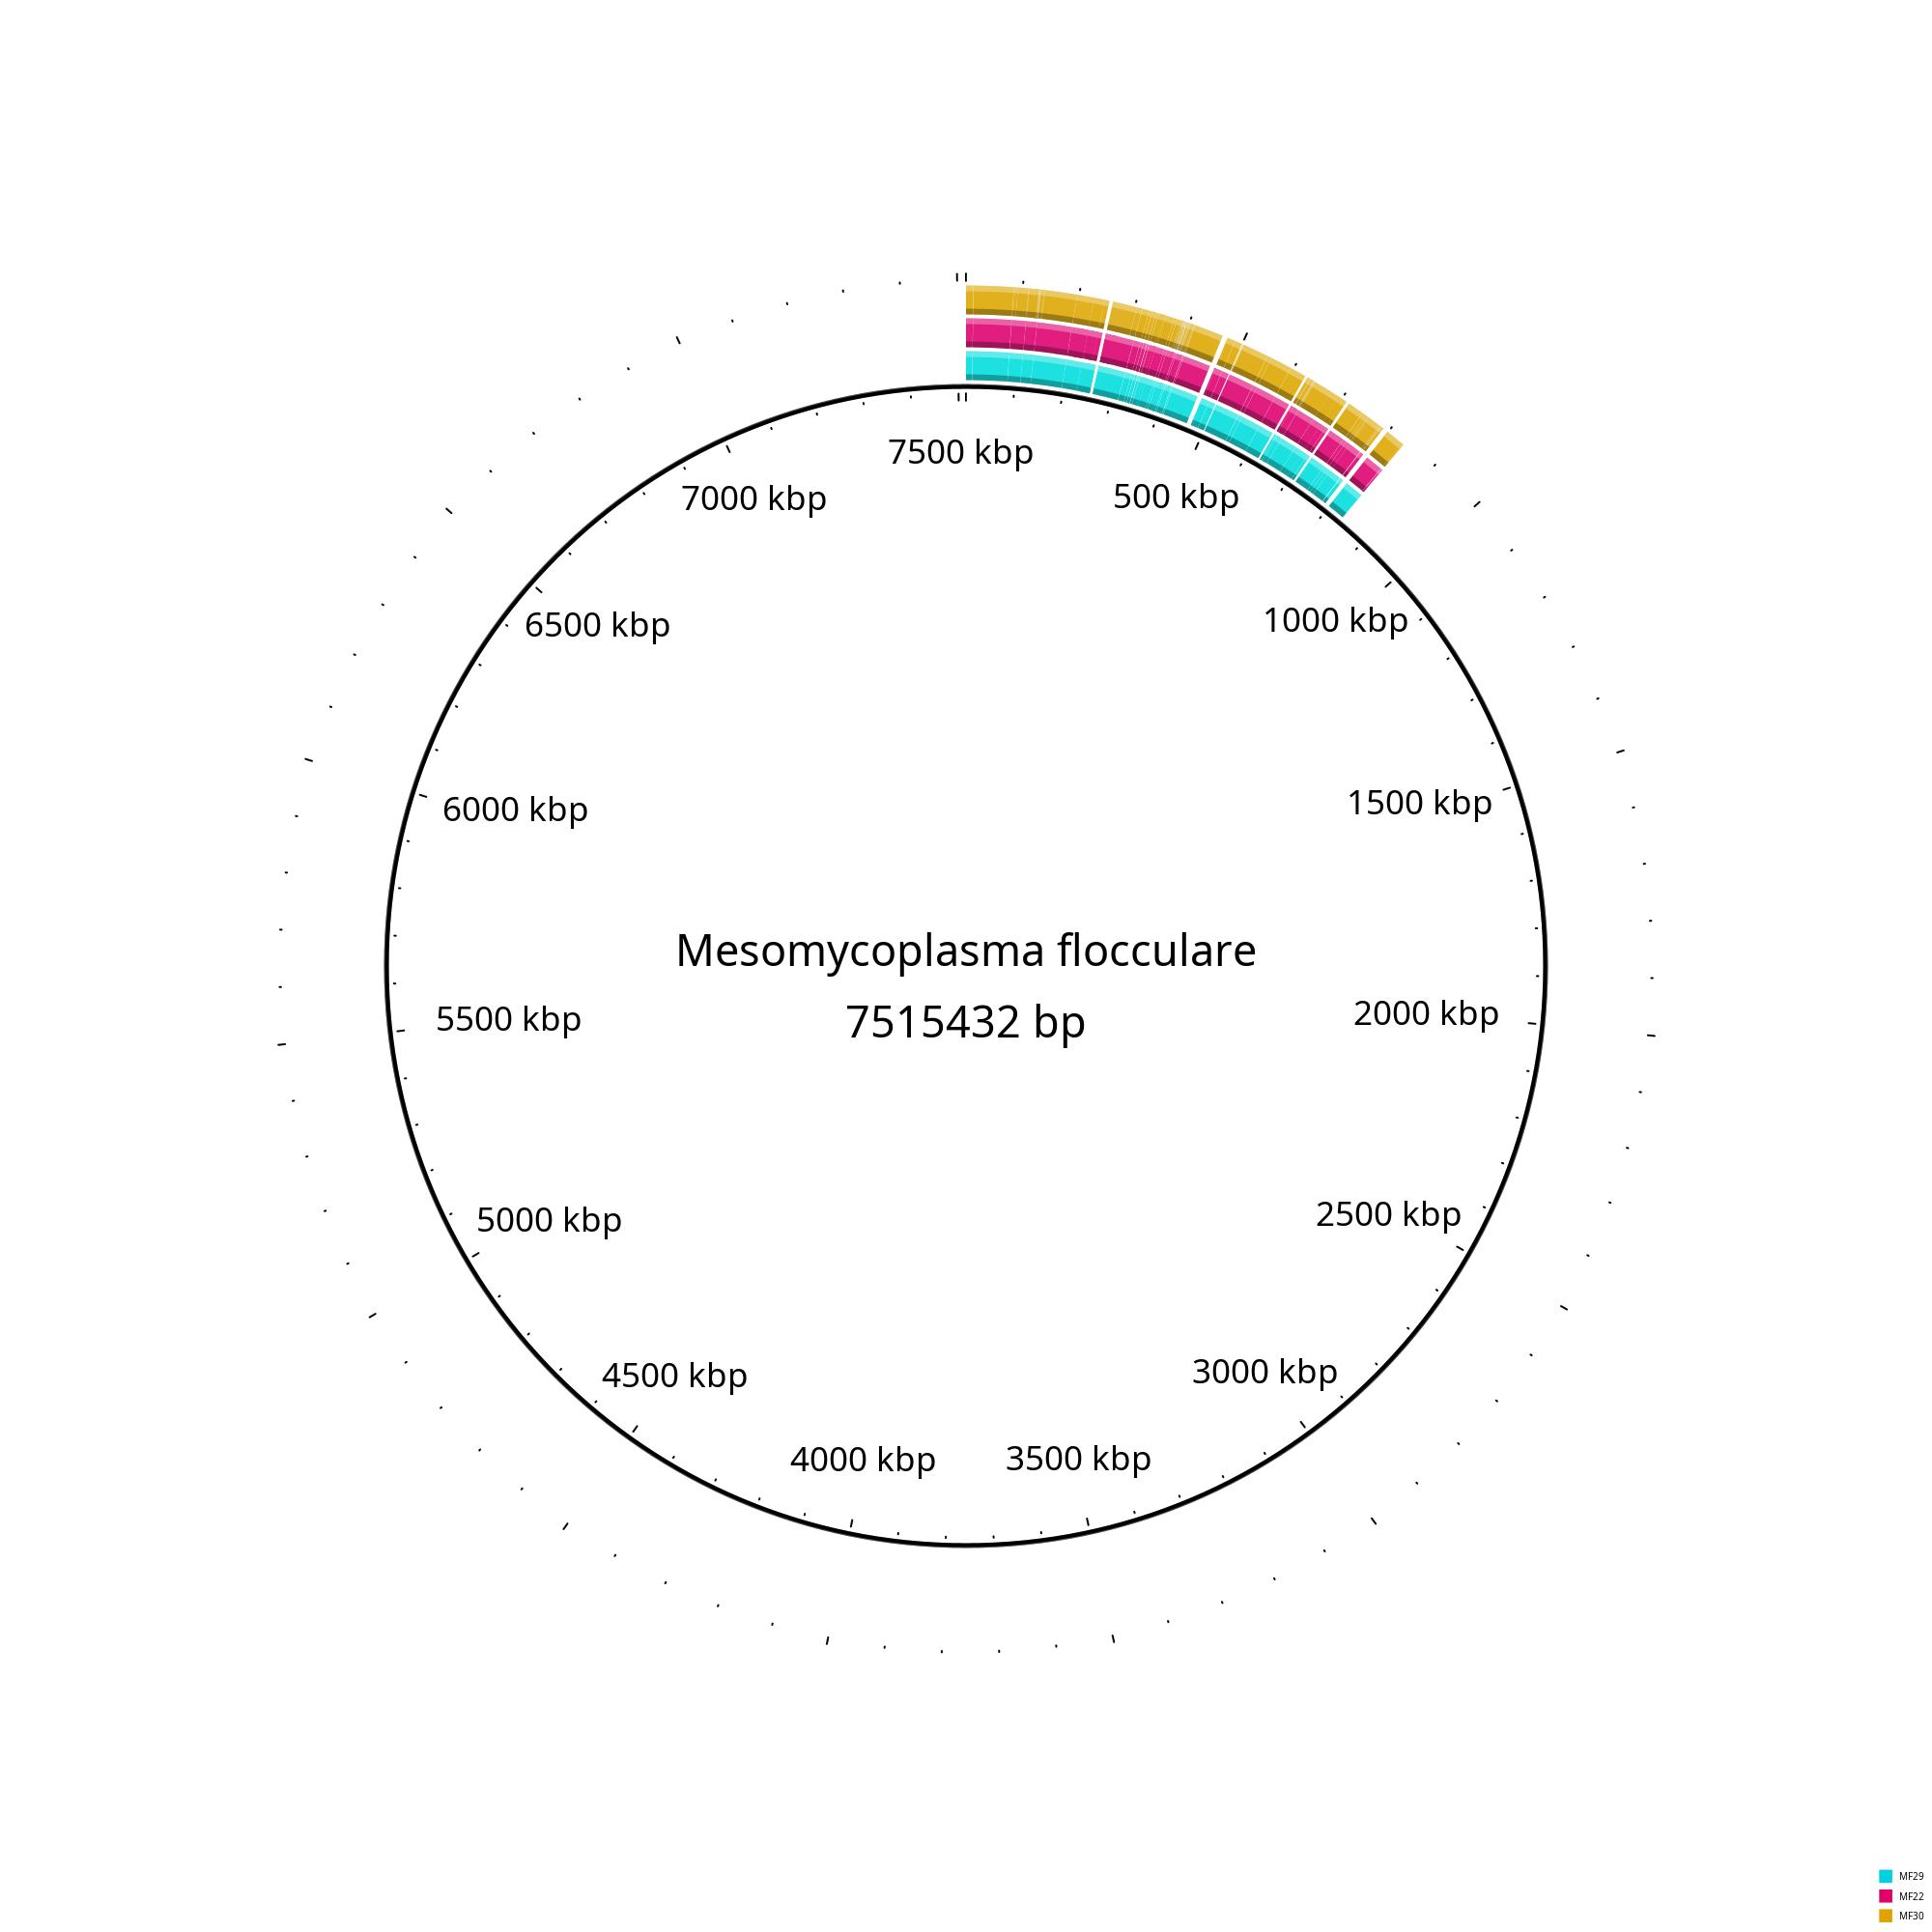 7500 kbp
7000 kbp
500 kbp
6500 kbp
1000 kbp
6000 kbp
1500 kbp
Mesomycoplasma flocculare
7515432 bp
5500 kbp
2000 kbp
5000 kbp
2500 kbp
4500 kbp
3000 kbp
4000 kbp
3500 kbp
MF29
MF22
MF30